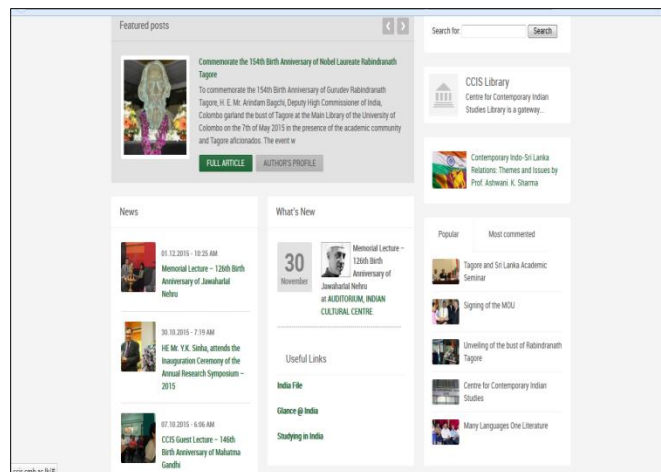 Featured posts
Commemorate the 154th Birth Anniversary of Nobel Laureate Rabindranath
Tagore
To commemorate the 154th Birth Anniversary of Gurudev Rabindranath
Tagore, H. E. Mr. Arindam Bagchi, Deputy High Commissioner of India,
Colombo garland the bust of Tagore at the Main Library of the University of
Colombo on the 7th of May 2015 in the presence of the academic community
and Tagore aficionados. The event w
FULL ARTICLE
AUTHOR'S PROFILE
News
01.12.2015 - 10:25 AM
Memorial Lecture – 126th Birth
Anniversary of Jawaharlal
Nehru
30.10.2015 - 7:19 AM
HE Mr. Y.K. Sinha, attends the
Inauguration Ceremony of the
Annual Research Symposium –
2015
07.10.2015 - 6:06 AM
CCIS Guest Lecture – 146th
Birth Anniversary of Mahatma
Gandhi
What's New
30
November
Memorial Lecture –
126th Birth
Anniversary of
Jawaharlal Nehru
at AUDITORIUM, INDIAN
CULTURAL CENTRE.
Useful Links
India File
Glance @ India
Studying in India
Search for:
Search
CCIS Library
Centre for Contemporary Indian
Studies Library is a gateway...
Contemporary Indo-Sri Lanka
Relations: Themes and Issues by
Prof. Ashwani. K. Sharma
Popular
Most commented
Tagore and Sri Lanka Academic
Seminar
Signing of the MOU
Unveiling of the bust of Rabindranath
Tagore
Centre for Contemporary Indian
Studies
Many Languages One Literature